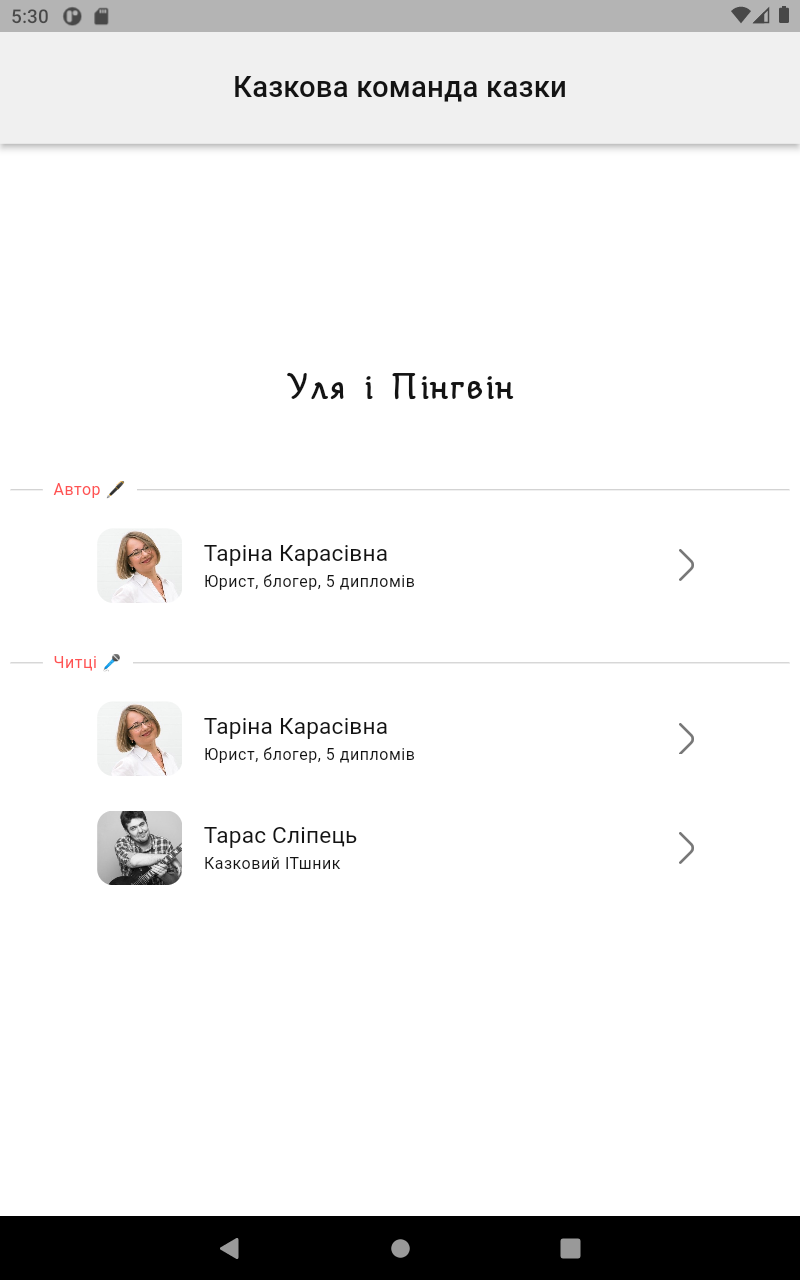 5:30
Казкова команда казки
Уля і Пінгвін
Автор
Таріна Карасівна
Юрист, блогер, 5 дипломів
Читці
Таріна Карасівна
Юрист, блогер, 5 дипломів
Тарас Сліпець
Казковий ІТшник